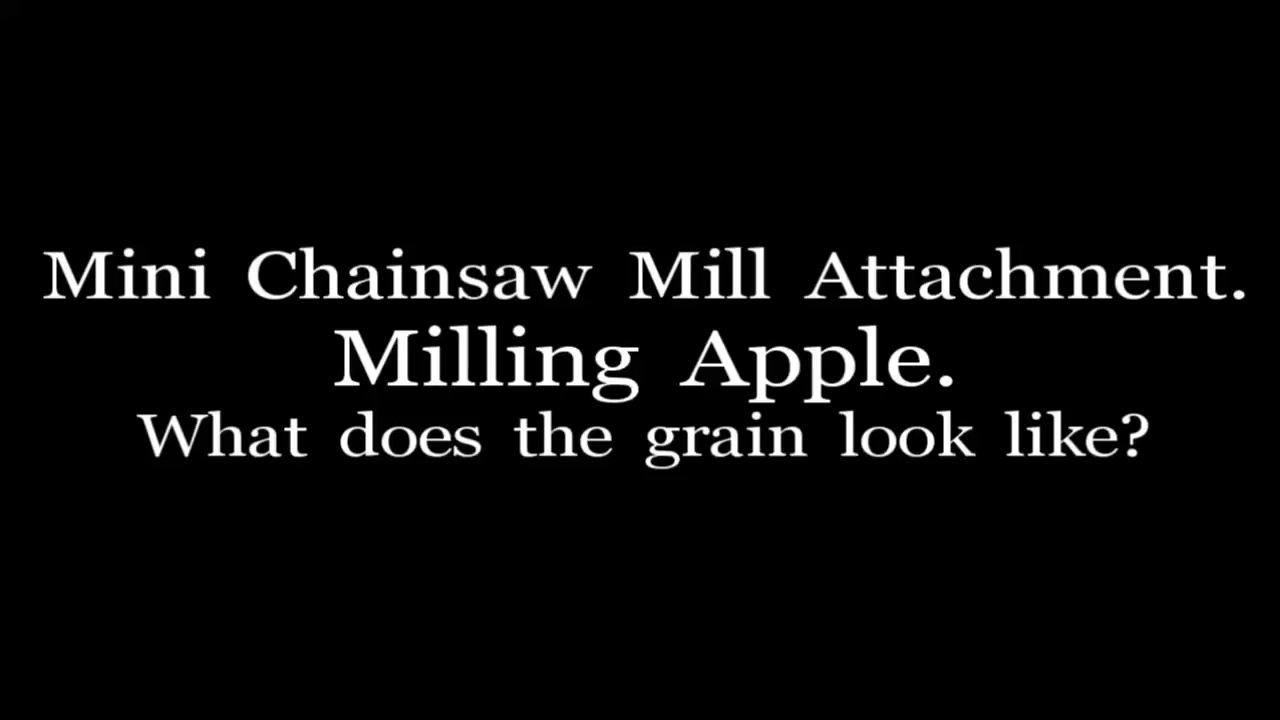 Mini Chainsaw Mill Attachment.
Milling Apple.
What does the grain look like?